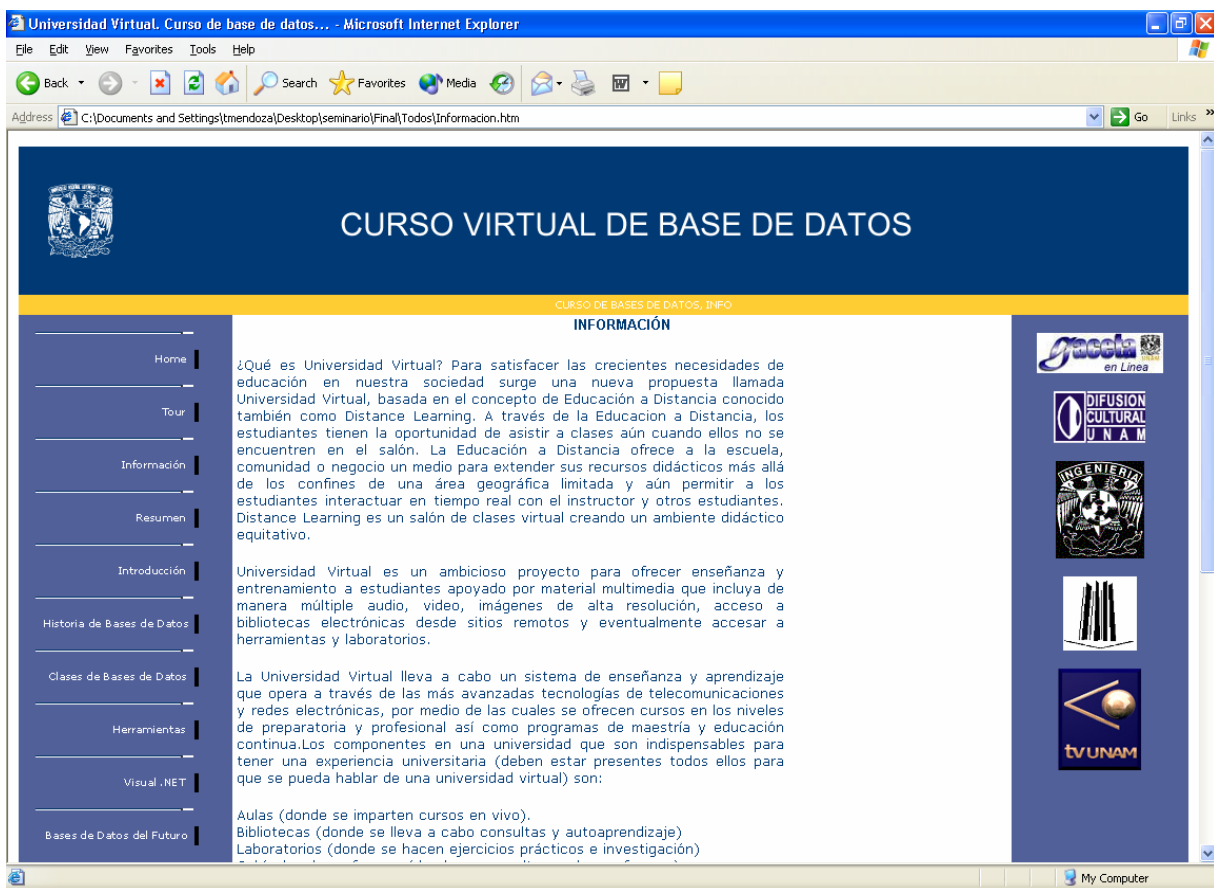 Universidad Virtual. Curso de base de datos... - Microsoft Internet Explorer
File Edit View Favorites Tools Help
Back Search Favorites Media
Address C:\Documents and Settings\tmendoza\Desktop\seminario\Final\Todos\Informacion.htm Go Links »
CURSO VIRTUAL DE BASE DE DATOS
CURSO DE BASES DE DATOS, INFO
Home
Tour
Información
Resumen
Introducción
Historia de Bases de Datos
Clases de Bases de Datos
Herramientas
Visual .NET
Bases de Datos del Futuro
INFORMACIÓN
¿Qué es Universidad Virtual? Para satisfacer las crecientes necesidades de
educación en nuestra sociedad surge una nueva propuesta llamada
Universidad Virtual, basada en el concepto de Educación a Distancia conocido
también como Distance Learning. A través de la Educacion a Distancia, los
estudiantes tienen la oportunidad de asistir a clases aún cuando ellos no se
encuentren en el salón. La Educación a Distancia ofrece a la escuela,
comunidad o negocio un medio para extender sus recursos didácticos más allá
de los confines de una área geográfica limitada y aún permitir a los
estudiantes interactuar en tiempo real con el instructor y otros estudiantes.
Distance Learning es un salón de clases virtual creando un ambiente didáctico
equitativo.
Universidad Virtual es un ambicioso proyecto para ofrecer enseñanza y
entrenamiento a estudiantes apoyado por material multimedia que incluya de
manera múltiple audio, video, imágenes de alta resolución, acceso a
bibliotecas electrónicas desde sitios remotos y eventualmente accesar a
herramientas y laboratorios.
La Universidad Virtual lleva a cabo un sistema de enseñanza y aprendizaje
que opera a través de las más avanzadas tecnologías de telecomunicaciones
y redes electrónicas, por medio de las cuales se ofrecen cursos en los niveles
de preparatoria y profesional así como programas de maestría y educación
continua.Los componentes en una universidad que son indispensables para
tener una experiencia universitaria (deben estar presentes todos ellos para
que se pueda hablar de una universidad virtual) son:
Aulas (donde se imparten cursos en vivo).
Bibliotecas (donde se lleva a cabo consultas y autoaprendizaje)
Laboratorios (donde se hacen ejercicios prácticos e investigación)
gaceta
UNAM
en Linea
DIFUSION
CULTURAL
UNAM
INGENIERIA
tvUNAM
My Computer